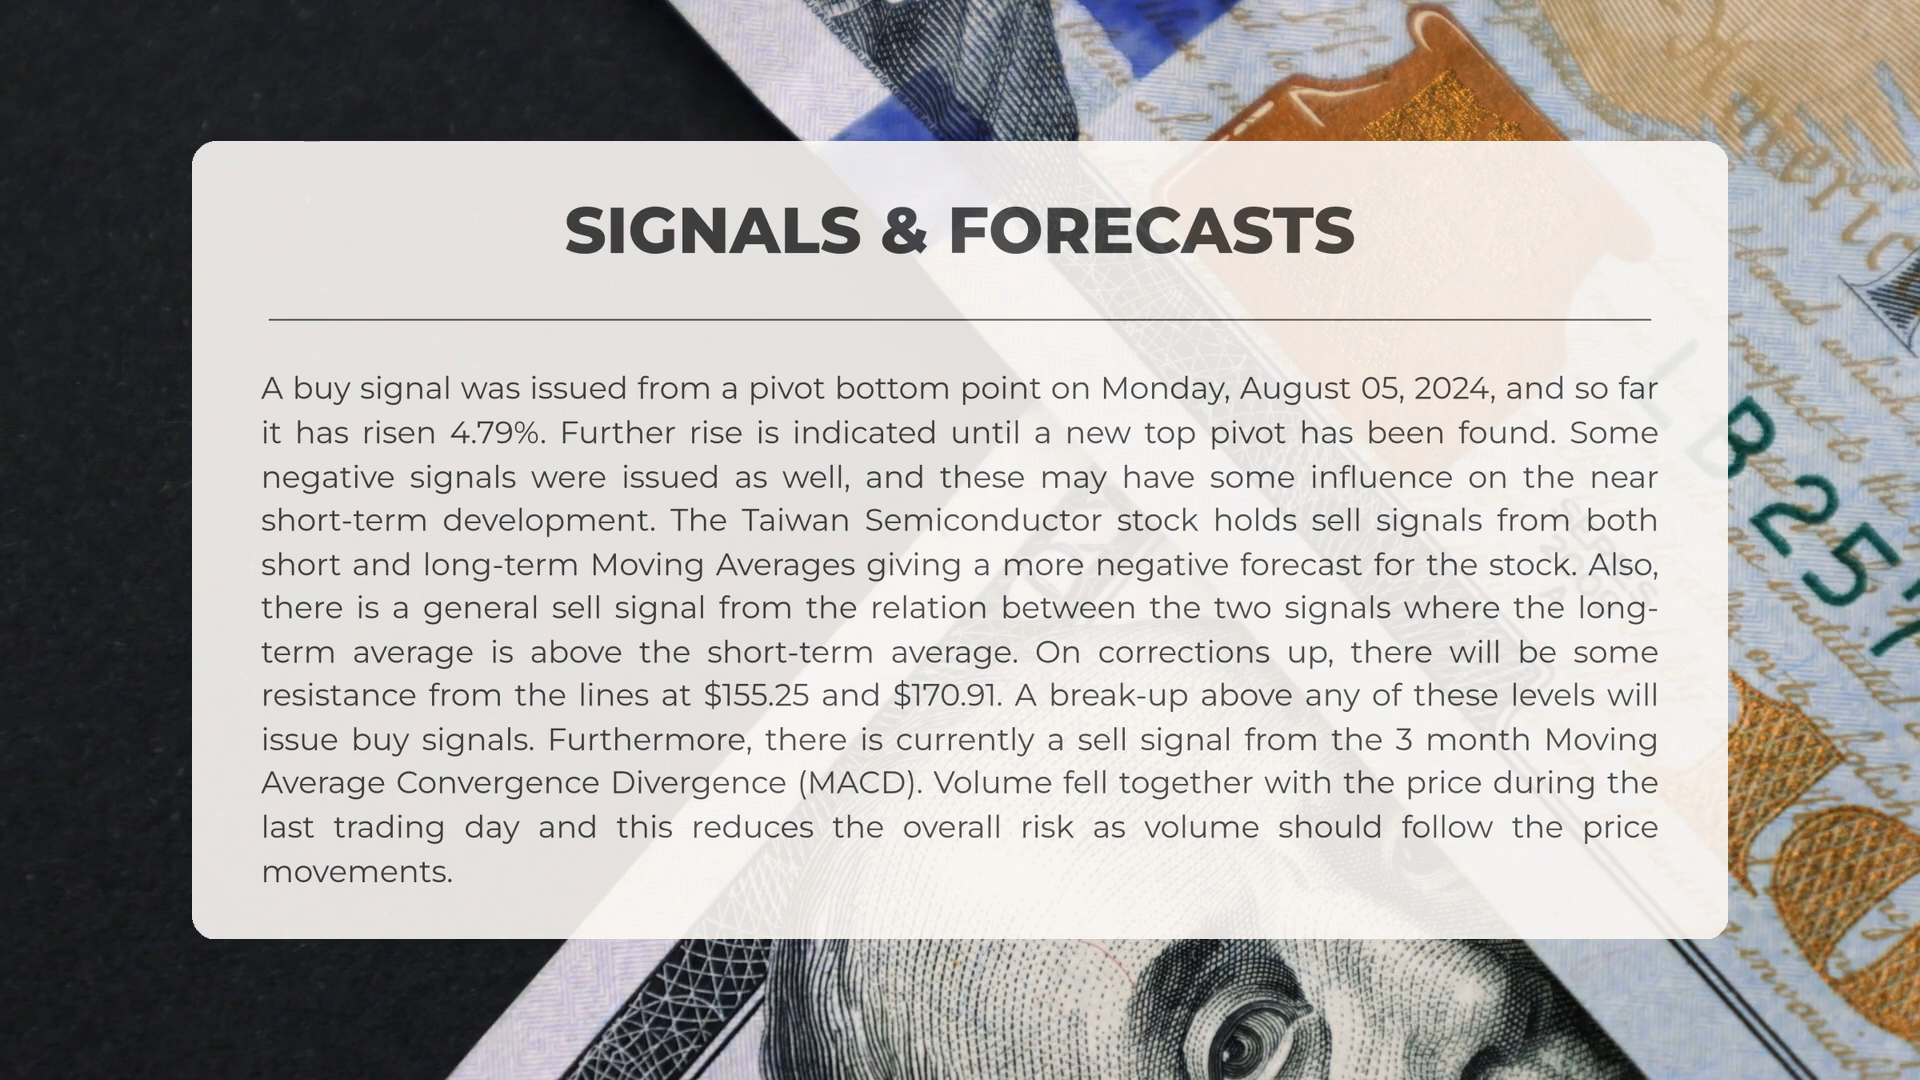 SIGNALS & FORECASTS
A buy signal was issued from a pivot bottom point on Monday, August 05, 2024, and so far
it has risen 4.79%. Further rise is indicated until a new top pivot has been found. Some
negative signals were issued as well, and these may have some influence on the near
short-term development. The Taiwan Semiconductor stock holds sell signals from both
short and long-term Moving Averages giving a more negative forecast for the stock. Also,
there is a general sell signal from the relation between the two signals where the long-
term average is above the short-term average. On corrections up, there will be some
resistance from the lines at $155.25 and $170.91. A break-up above any of these levels will
issue buy signals. Furthermore, there is currently a sell signal from the 3 month Moving
Average Convergence Divergence (MACD). Volume fell together with the price during the
last trading day and this reduces the overall risk as volume should follow the price
movements.